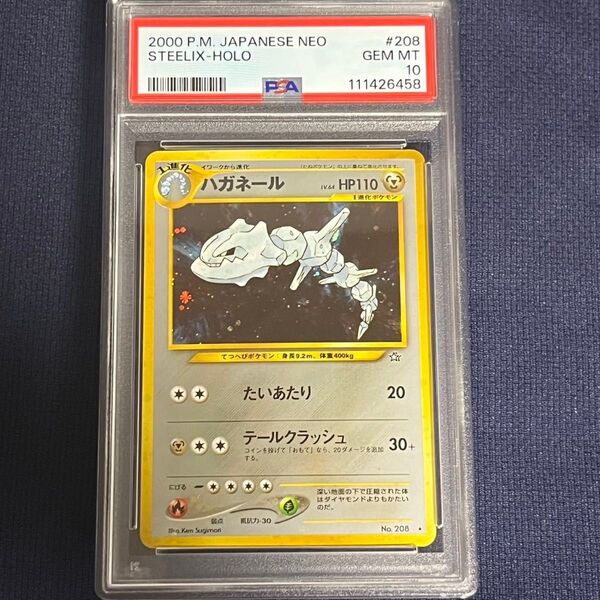 2000 P.M. JAPANESE NEO #208
STEELIX-HOLO GEM MT
10
PSA 111426458
1進化 イワークから進化
ハガネール LV.64 HP110
1進化ポケモン
てつへびポケモン：身長9.2m、体重400kg
たいあたり 20
テールクラッシュ 30+
コインを投げて「おもて」なら、20ダメージを追加
する。
にげる
深い地面の下で圧縮された体
はダイヤモンドよりもかたい
のだ。
弱点 抵抗力-30
Illus. Ken Sugimori No. 208